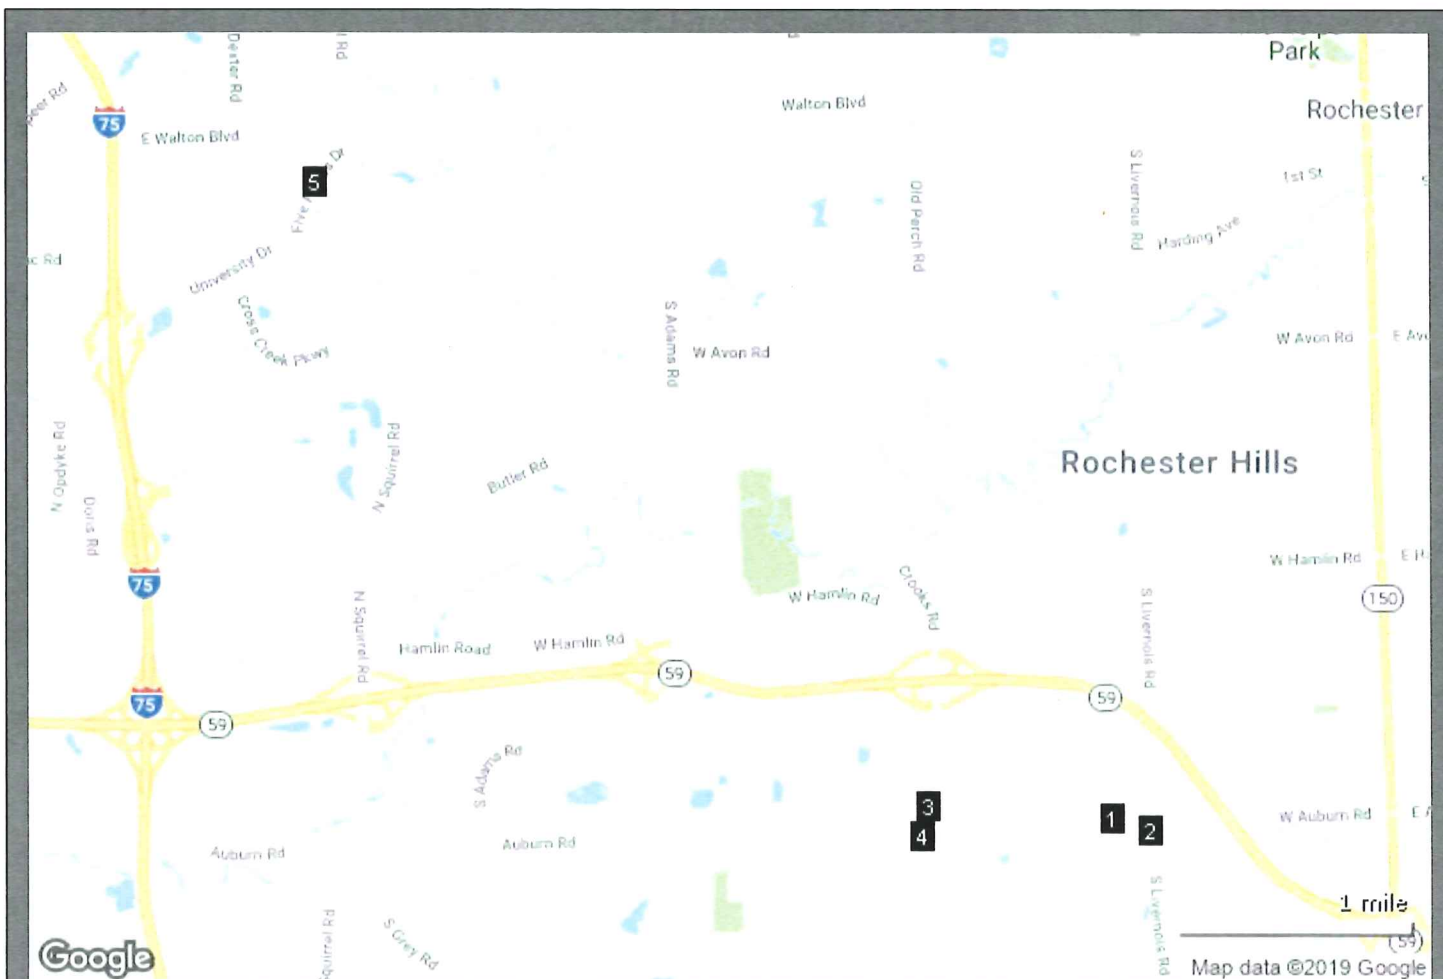 Park
Rochester
Dexter Rd
75
E Walton Blvd
Walton Blvd
5
1st St
S Livernois Rd
Old Perch Rd
Harding Ave
University Dr
Cross Creek Pkwy
S Adams Rd
W Avon Rd
W Avon Rd
N Opdyke Rd
N Squirrel Rd
Butler Rd
Rochester Hills
Doris Rd
75
W Hamlin Rd
W Hamlin Rd
Crooks Rd
150
N Squirrel Rd
Hamlin Road
W Hamlin Rd
S Livernois Rd
59
75
59
59
S Adams Rd
3
1
2
4
W Auburn Rd
Auburn Rd
Auburn Rd
S Livernois Rd
1 mile
S Grey Rd
59
Google
Map data ©2019 Google